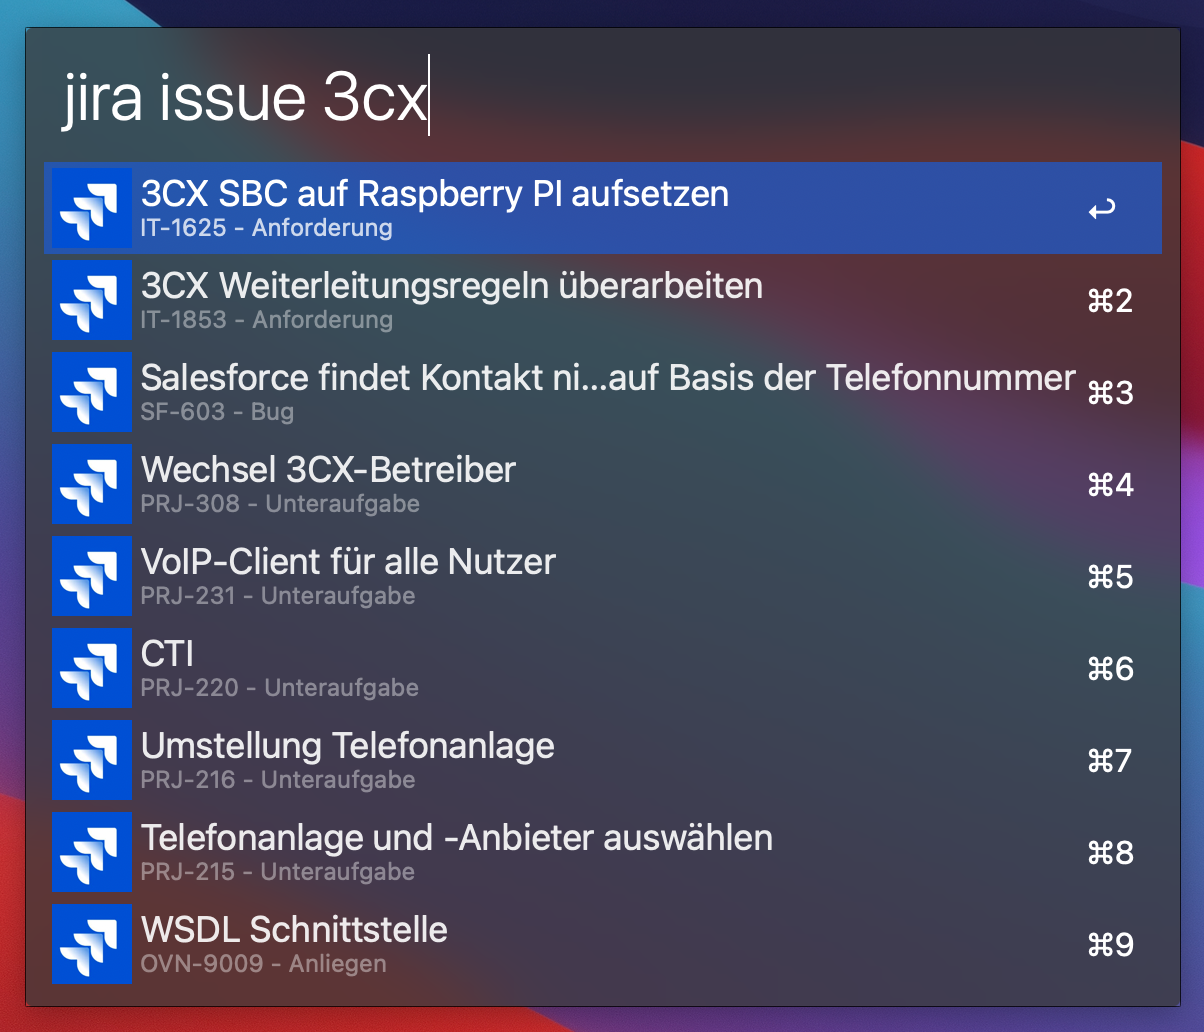 jira issue 3cx
3CX SBC auf Raspberry PI aufsetzen
IT-1625 - Anforderung
↩
3CX Weiterleitungsregeln überarbeiten
IT-1853 - Anforderung
⌘2
Salesforce findet Kontakt ni...auf Basis der Telefonnummer
SF-603 - Bug
⌘3
Wechsel 3CX-Betreiber
PRJ-308 - Unteraufgabe
⌘4
VoIP-Client für alle Nutzer
PRJ-231 - Unteraufgabe
⌘5
CTI
PRJ-220 - Unteraufgabe
⌘6
Umstellung Telefonanlage
PRJ-216 - Unteraufgabe
⌘7
Telefonanlage und -Anbieter auswählen
PRJ-215 - Unteraufgabe
⌘8
WSDL Schnittstelle
OVN-9009 - Anliegen
⌘9